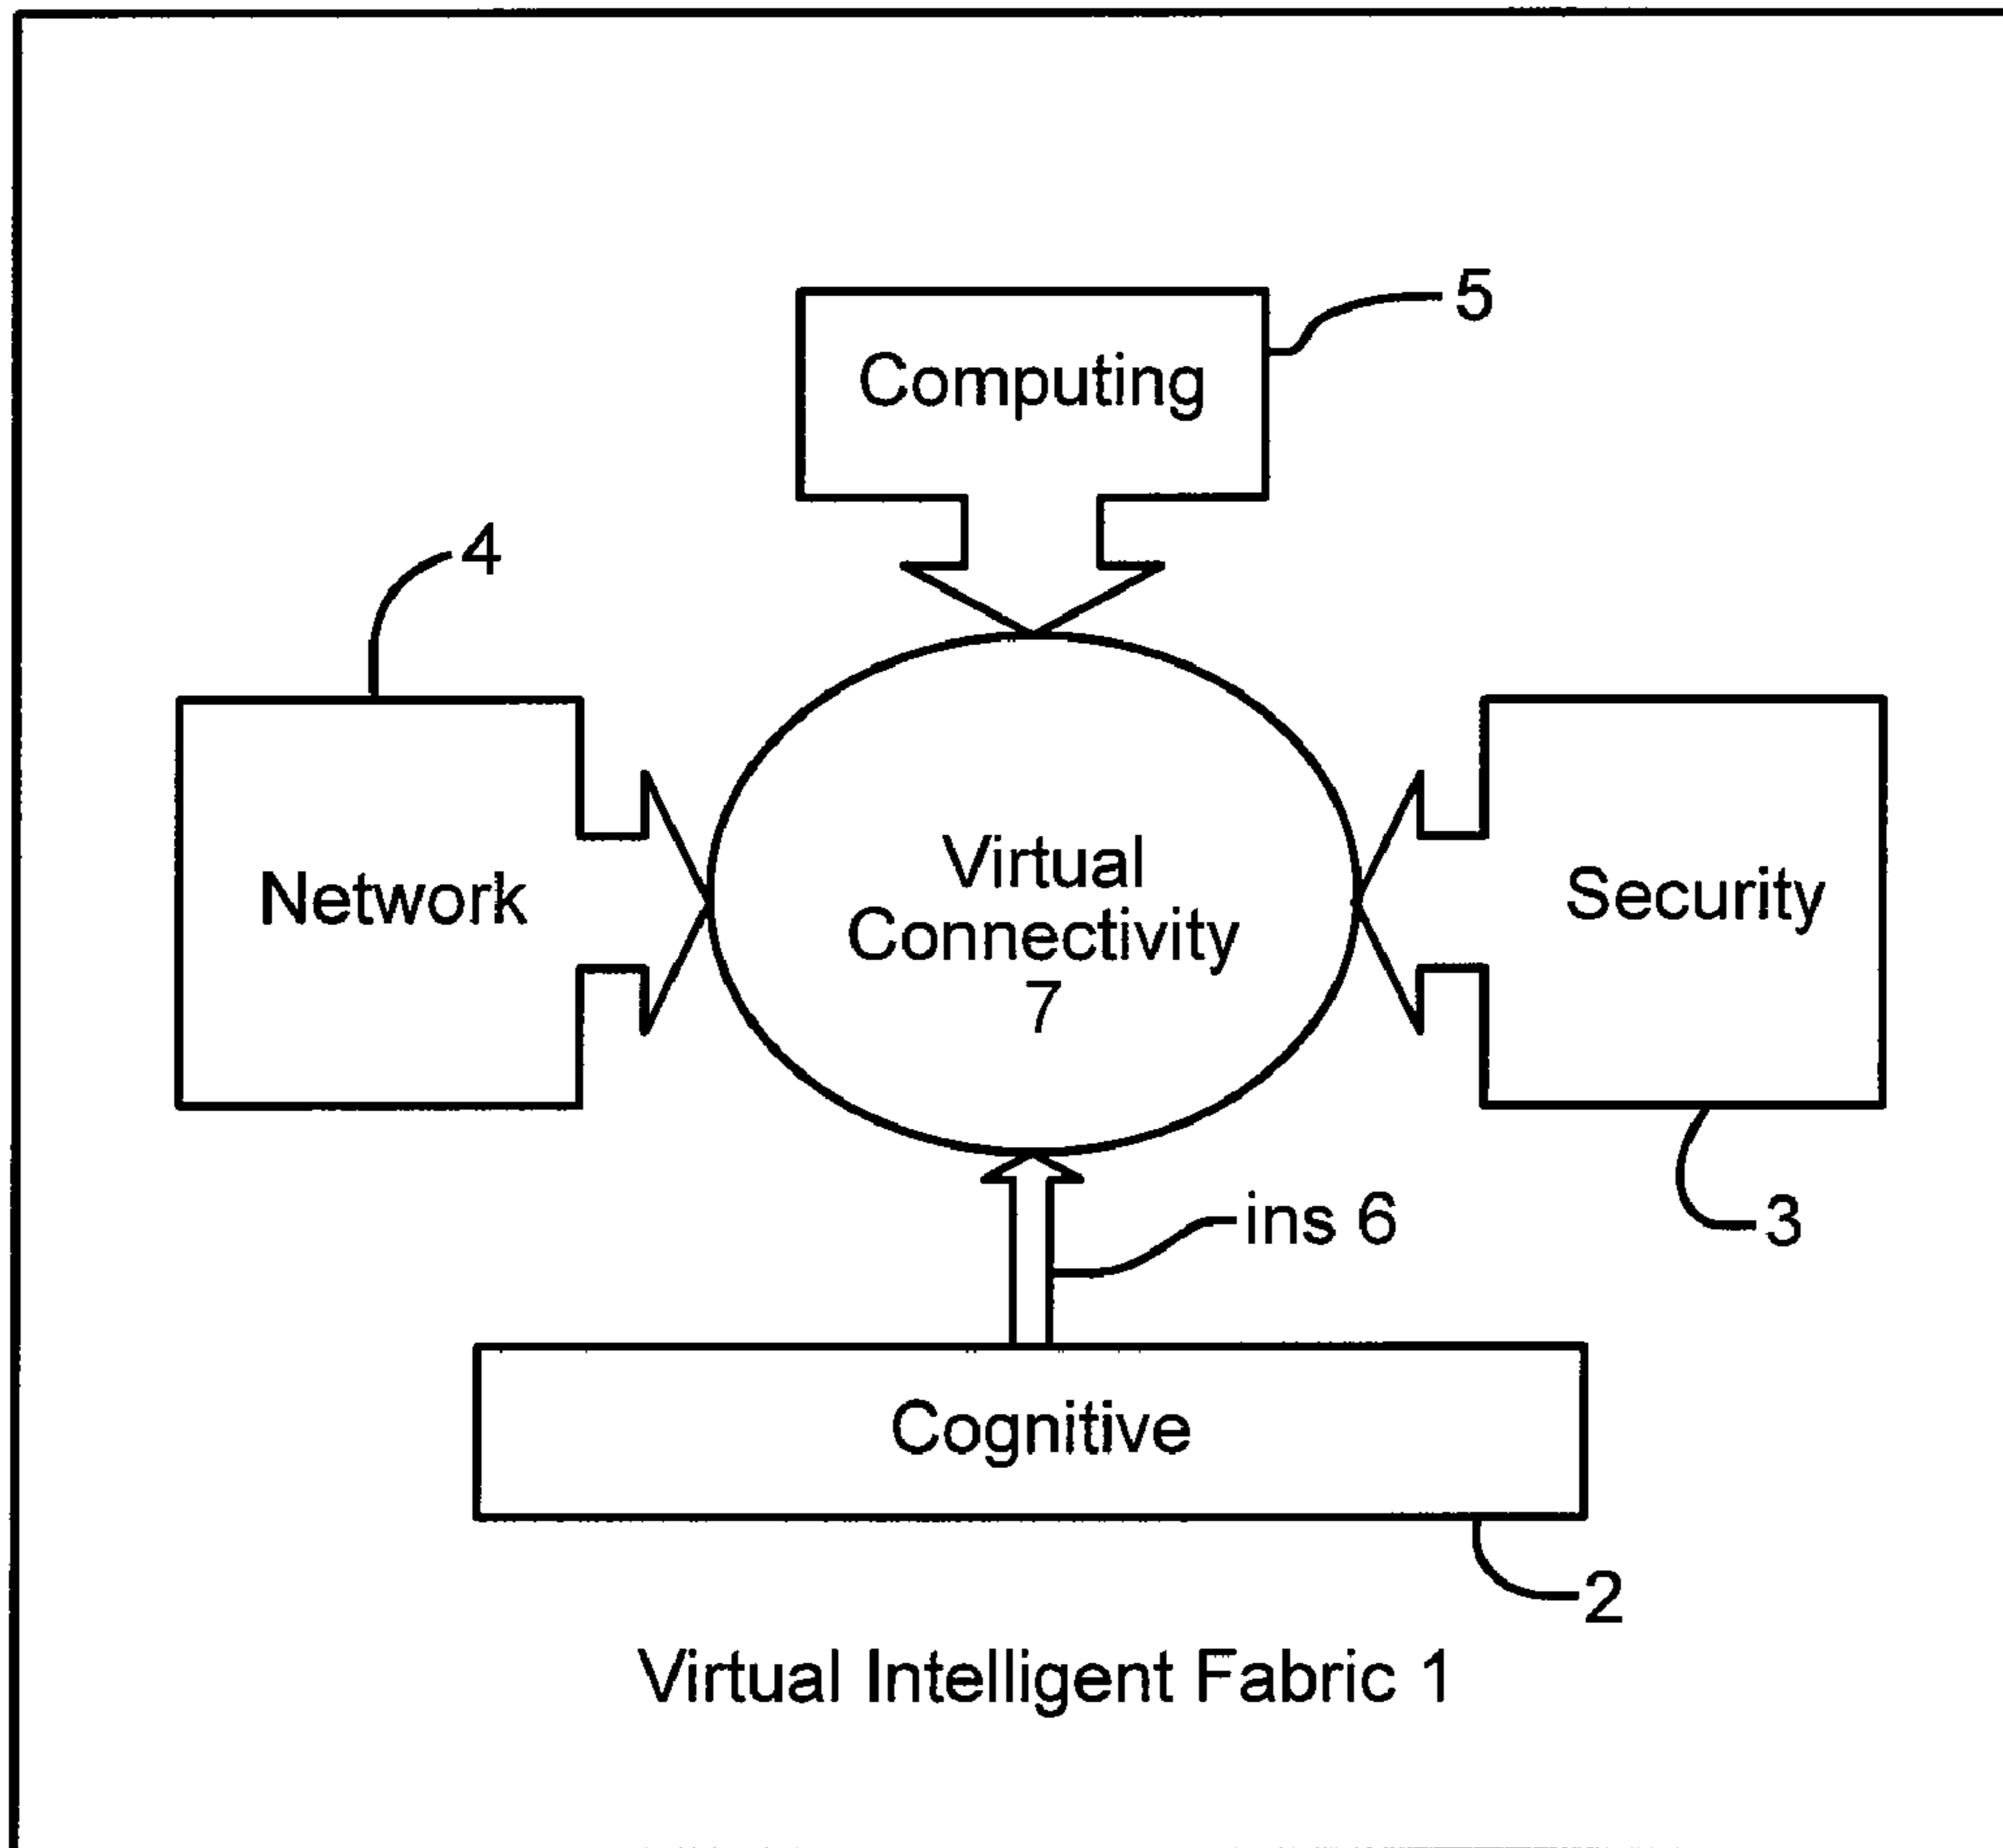 5
Computing
4
Network
Virtual
Connectivity
7
Security
ins 6
3
Cognitive
2
Virtual Intelligent Fabric 1